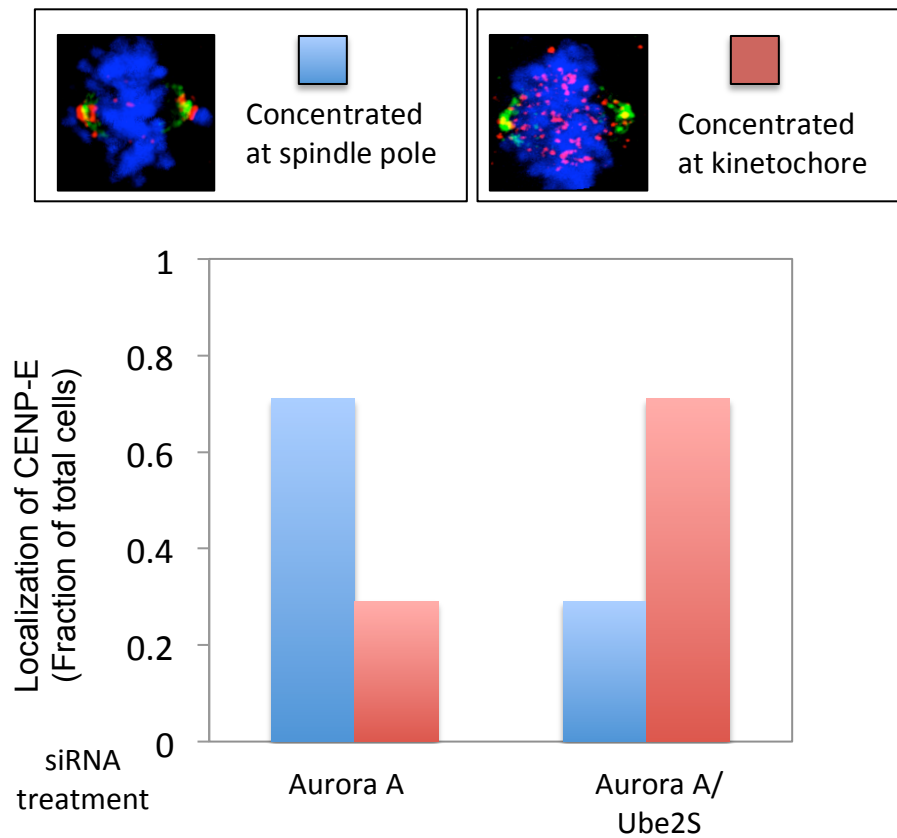 Concentrated
at spindle pole
Concentrated
at kinetochore
Localization of CENP-E
(Fraction of total cells)
1
0.8
0.6
0.4
0.2
0
siRNA
treatment
Aurora A
Aurora A/
Ube2S